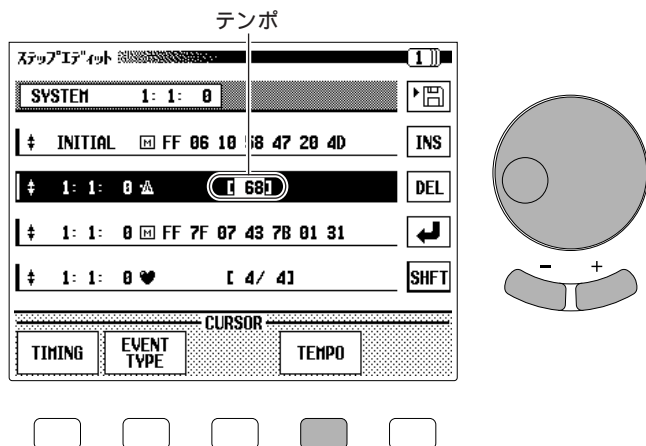 テンポ
ステップエディット
1
SYSTEM 1: 1: 0
INITIAL M FF 06 10 58 47 20 4D
INS
1: 1: 0 [ 68]
DEL
1: 1: 0 M FF 7F 07 43 7B 01 31
1: 1: 0 [ 4/ 4]
SHFT
CURSOR
TIMING
EVENT TYPE
TEMPO
− +